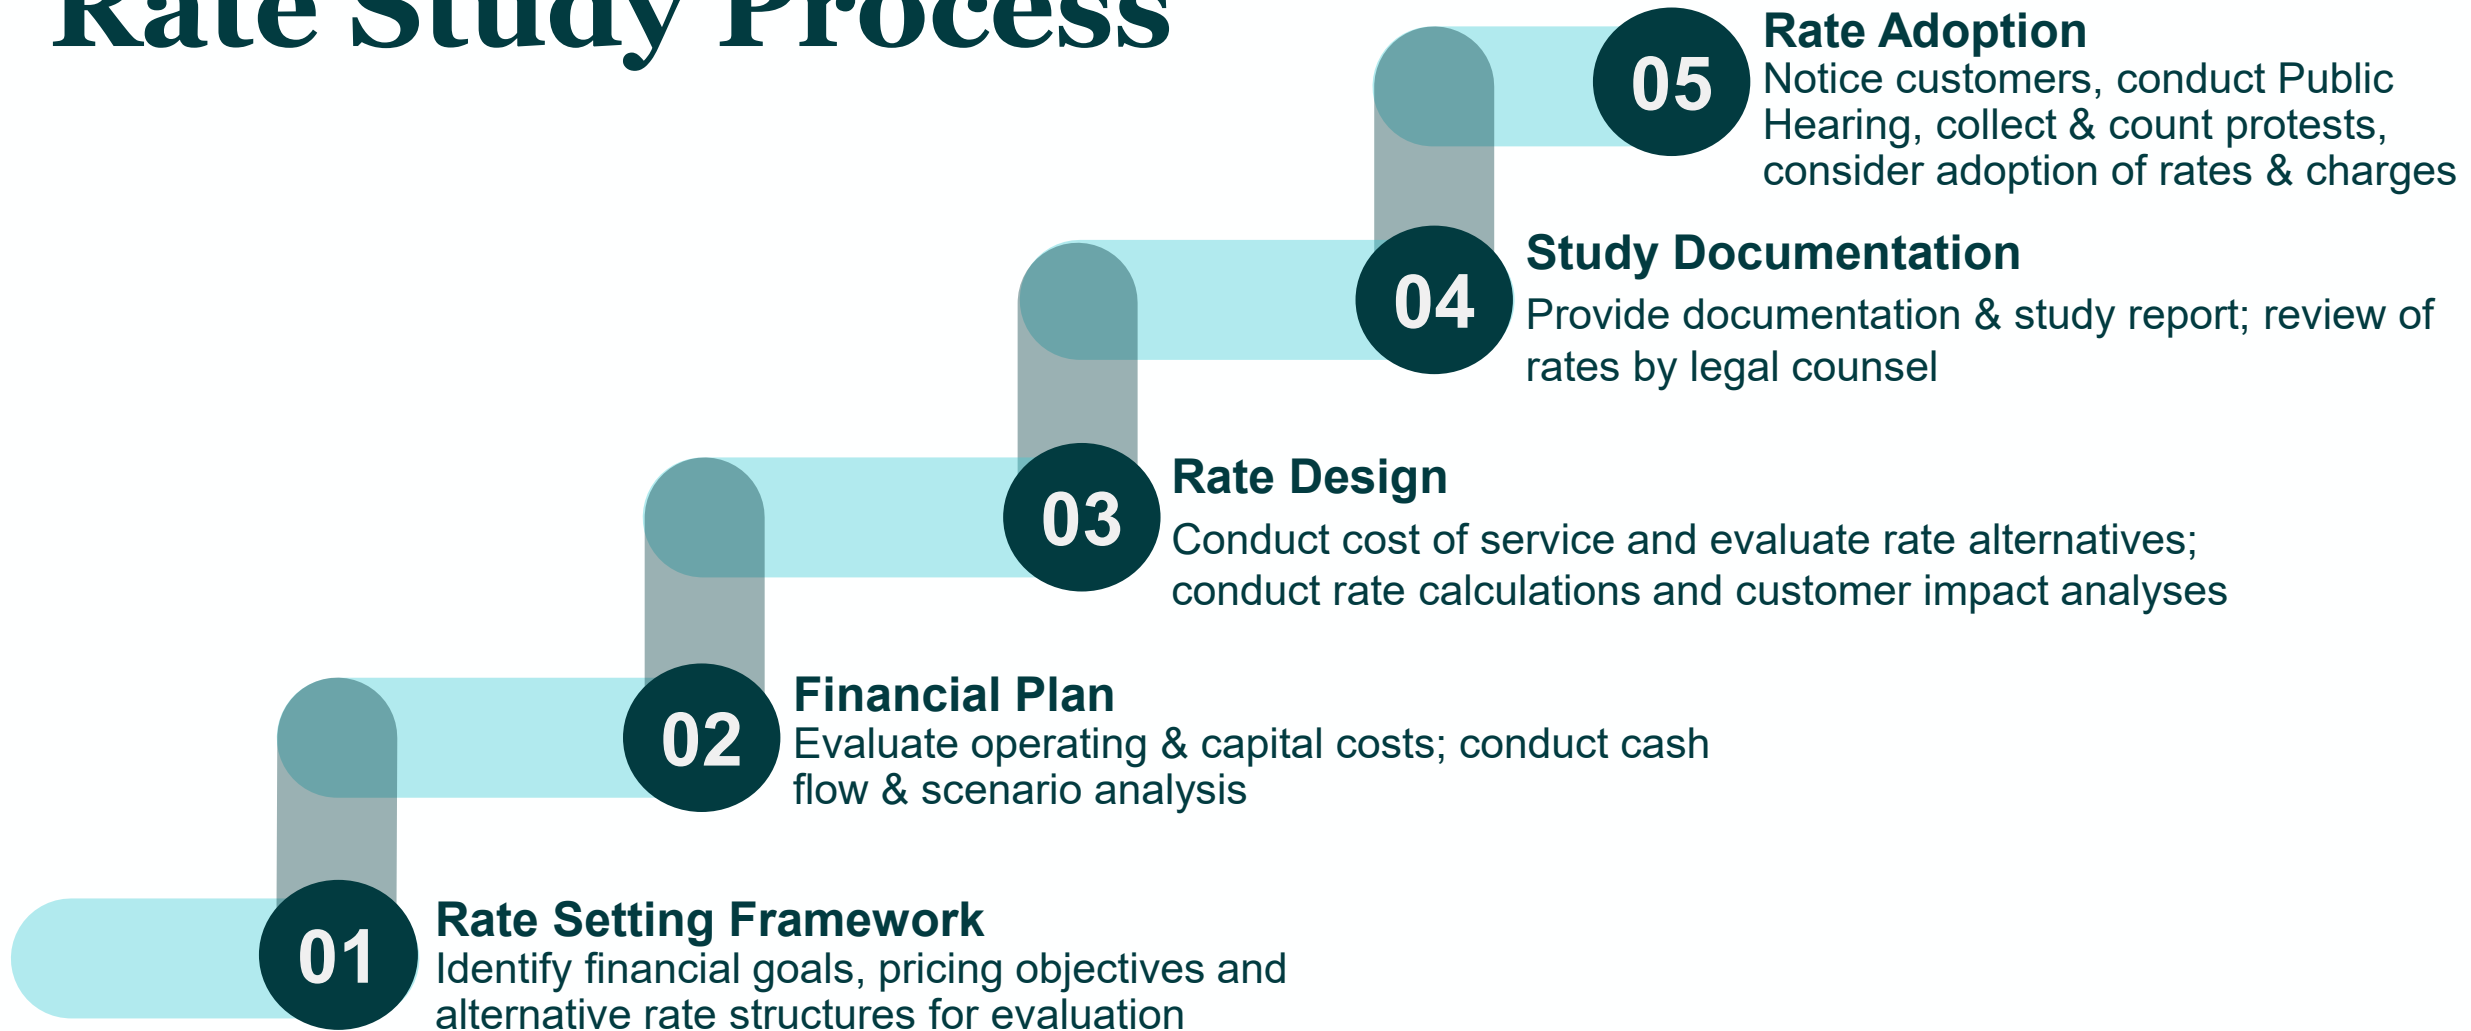 Rate Study Process
05
Rate Adoption
Notice customers, conduct Public
Hearing, collect & count protests,
consider adoption of rates & charges
04
Study Documentation
Provide documentation & study report; review of
rates by legal counsel
03
Rate Design
Conduct cost of service and evaluate rate alternatives;
conduct rate calculations and customer impact analyses
02
Financial Plan
Evaluate operating & capital costs; conduct cash
flow & scenario analysis
01
Rate Setting Framework
Identify financial goals, pricing objectives and
alternative rate structures for evaluation